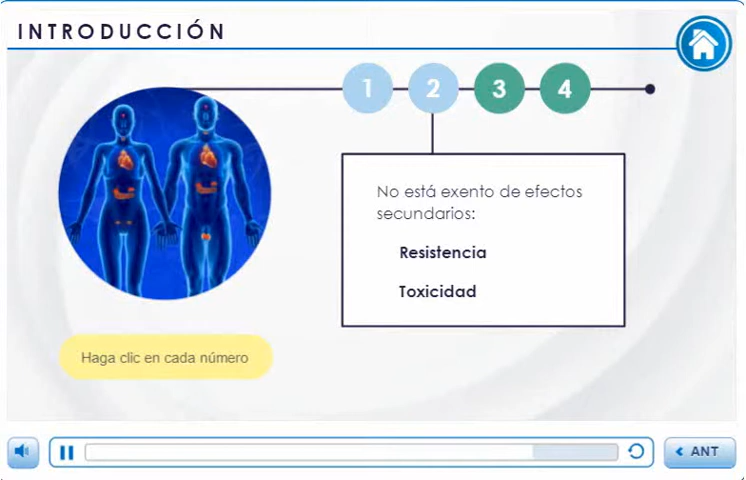 INTRODUCCIÓN
1 2 3 4
No está exento de efectos
secundarios:
Resistencia
Toxicidad
Haga clic en cada número
ANT